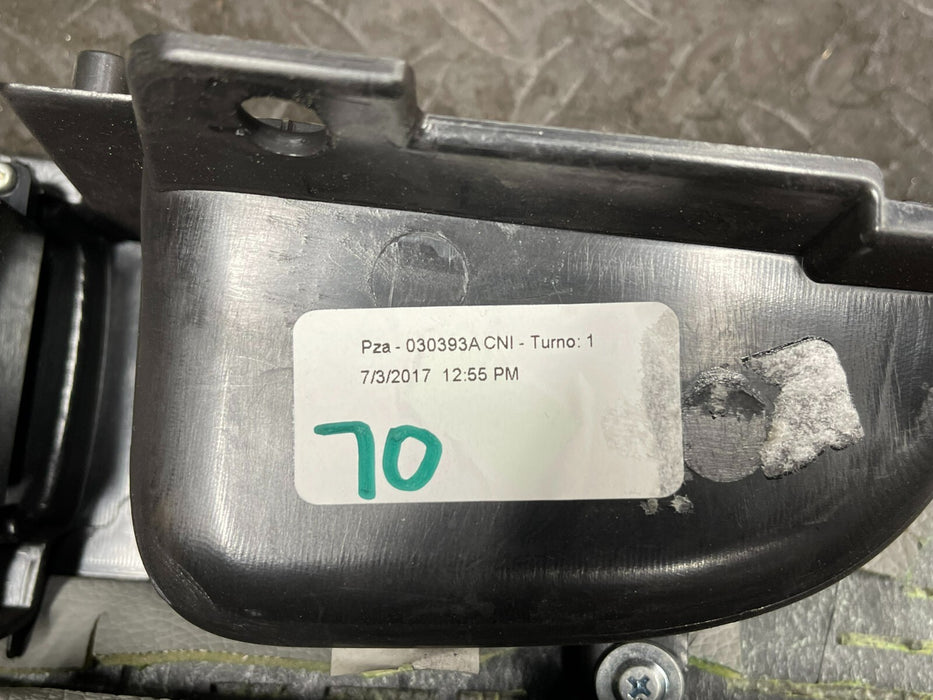 Pza - 030393A CNI - Turno: 1
7/3/2017 12:55 PM
70